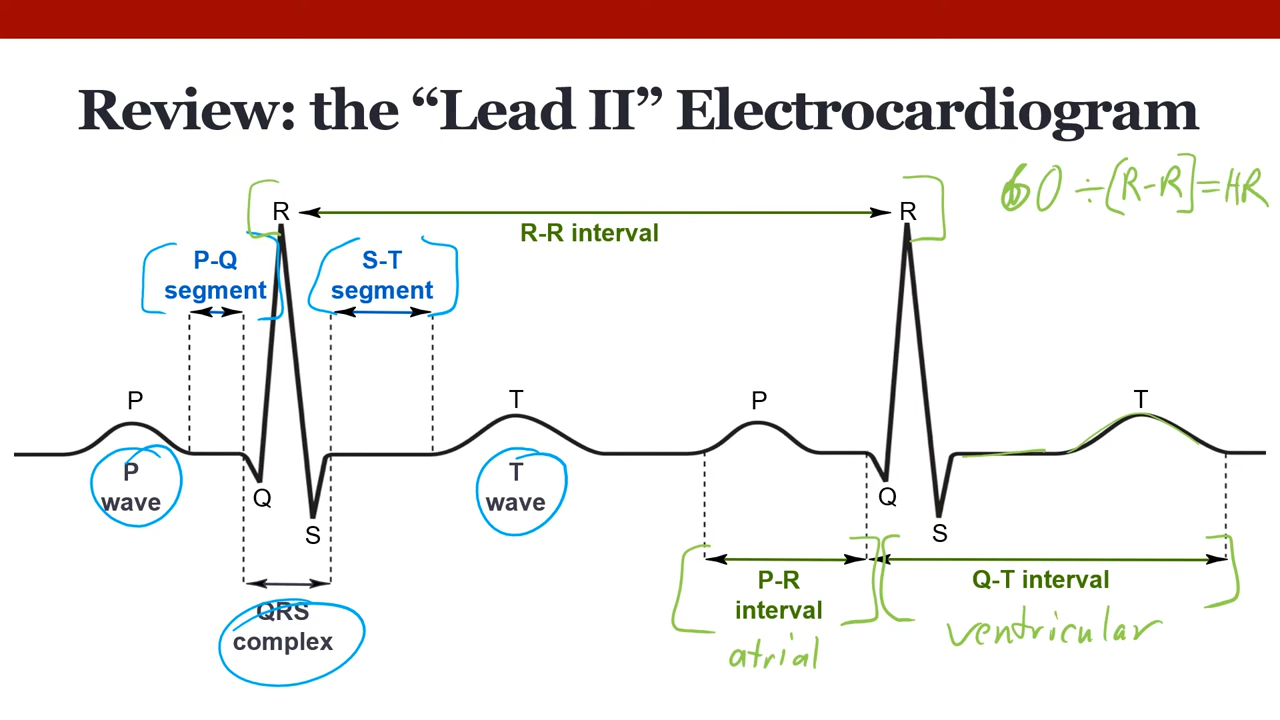 Review: the “Lead II” Electrocardiogram
60 ÷ [R-R] = HR
R
R
R-R interval
P-Q
segment
S-T
segment
P
T
P
T
P
wave
Q
T
wave
Q
S
S
QRS
complex
P-R
interval
Q-T interval
atrial
ventricular